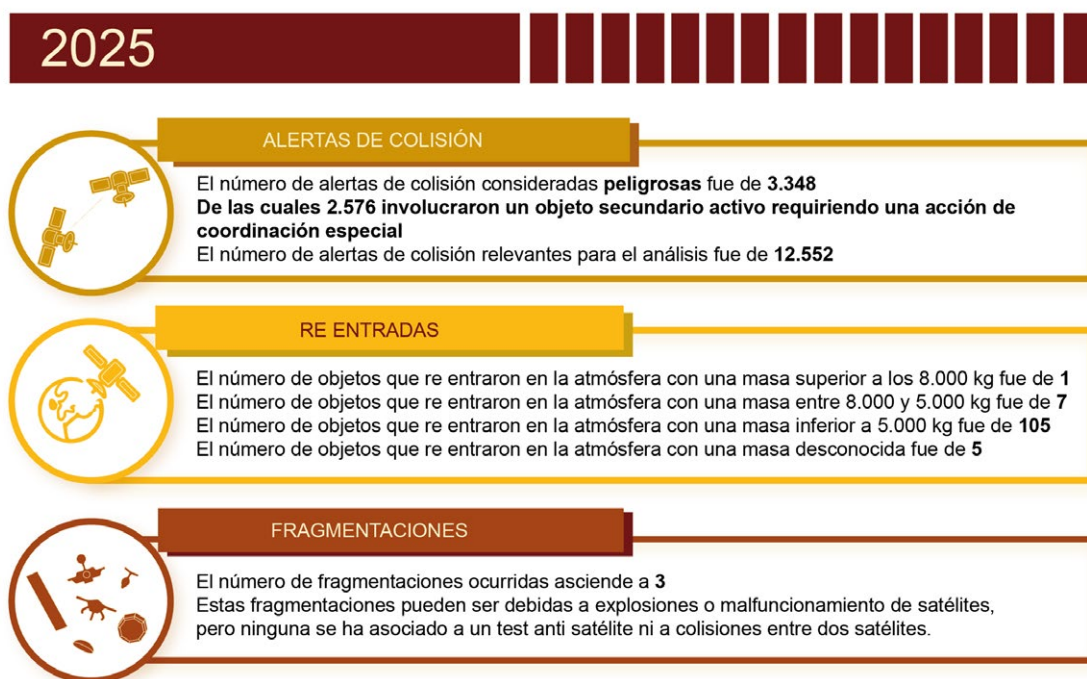 2025
ALERTAS DE COLISIÓN
El número de alertas de colisión consideradas peligrosas fue de 3.348
De las cuales 2.576 involucraron un objeto secundario activo requiriendo una acción de
coordinación especial
El número de alertas de colisión relevantes para el análisis fue de 12.552
RE ENTRADAS
El número de objetos que re entraron en la atmósfera con una masa superior a los 8.000 kg fue de 1
El número de objetos que re entraron en la atmósfera con una masa entre 8.000 y 5.000 kg fue de 7
El número de objetos que re entraron en la atmósfera con una masa inferior a 5.000 kg fue de 105
El número de objetos que re entraron en la atmósfera con una masa desconocida fue de 5
FRAGMENTACIONES
El número de fragmentaciones ocurridas asciende a 3
Estas fragmentaciones pueden ser debidas a explosiones o malfuncionamiento de satélites,
pero ninguna se ha asociado a un test anti satélite ni a colisiones entre dos satélites.